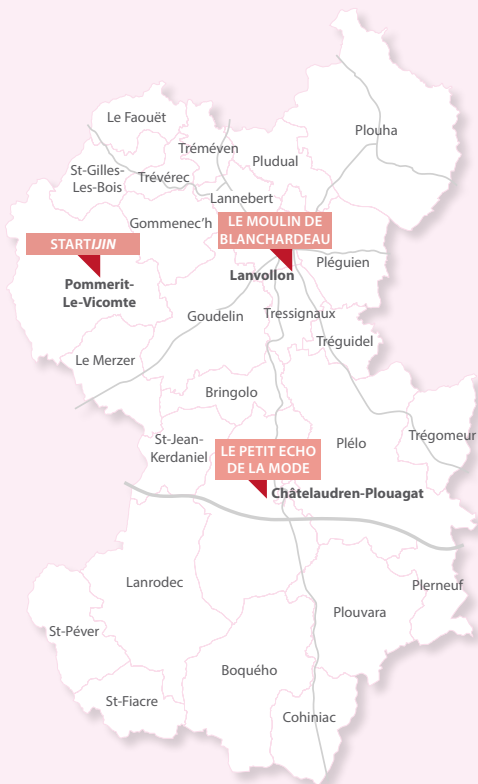 Le Faouët
Plouha
Tréméven
Pludual
St-Gilles-
Les-Bois
Trévérec
Lannebert
Gommenec'h
LE MOULIN DE
BLANCHARDEAU
STARTIJIN
Pléguien
Lanvollon
Pommerit-
Le-Vicomte
Goudelin
Tressignaux
Tréguidel
Le Merzer
Bringolo
St-Jean-
Kerdaniel
Plélo
Trégomeur
LE PETIT ECHO
DE LA MODE
Châtelaudren-Plouagat
Lanrodec
Plerneuf
Plouvara
St-Péver
Boquého
St-Fiacre
Cohiniac